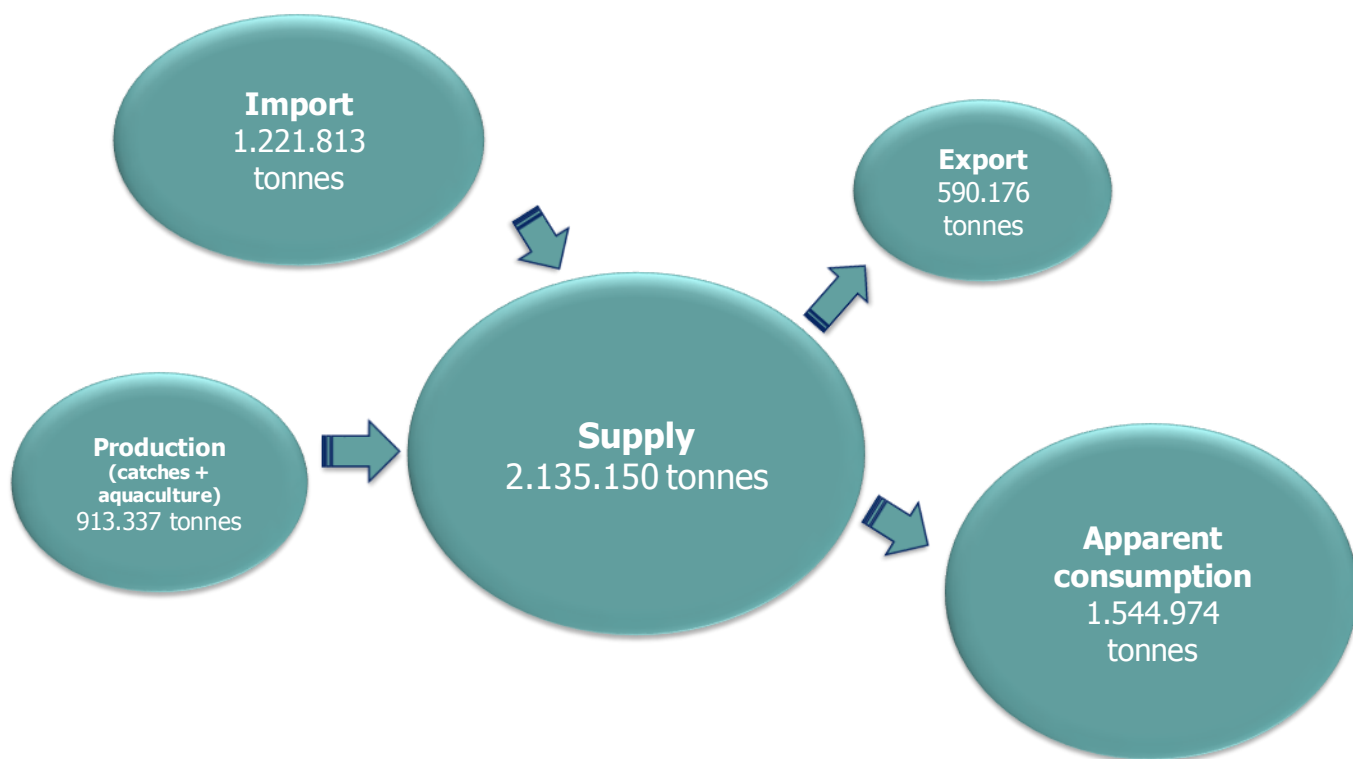 Import
1.221.813
tonnes
Export
590.176
tonnes
Production
(catches +
aquaculture)
913.337 tonnes
Supply
2.135.150 tonnes
Apparent
consumption
1.544.974
tonnes